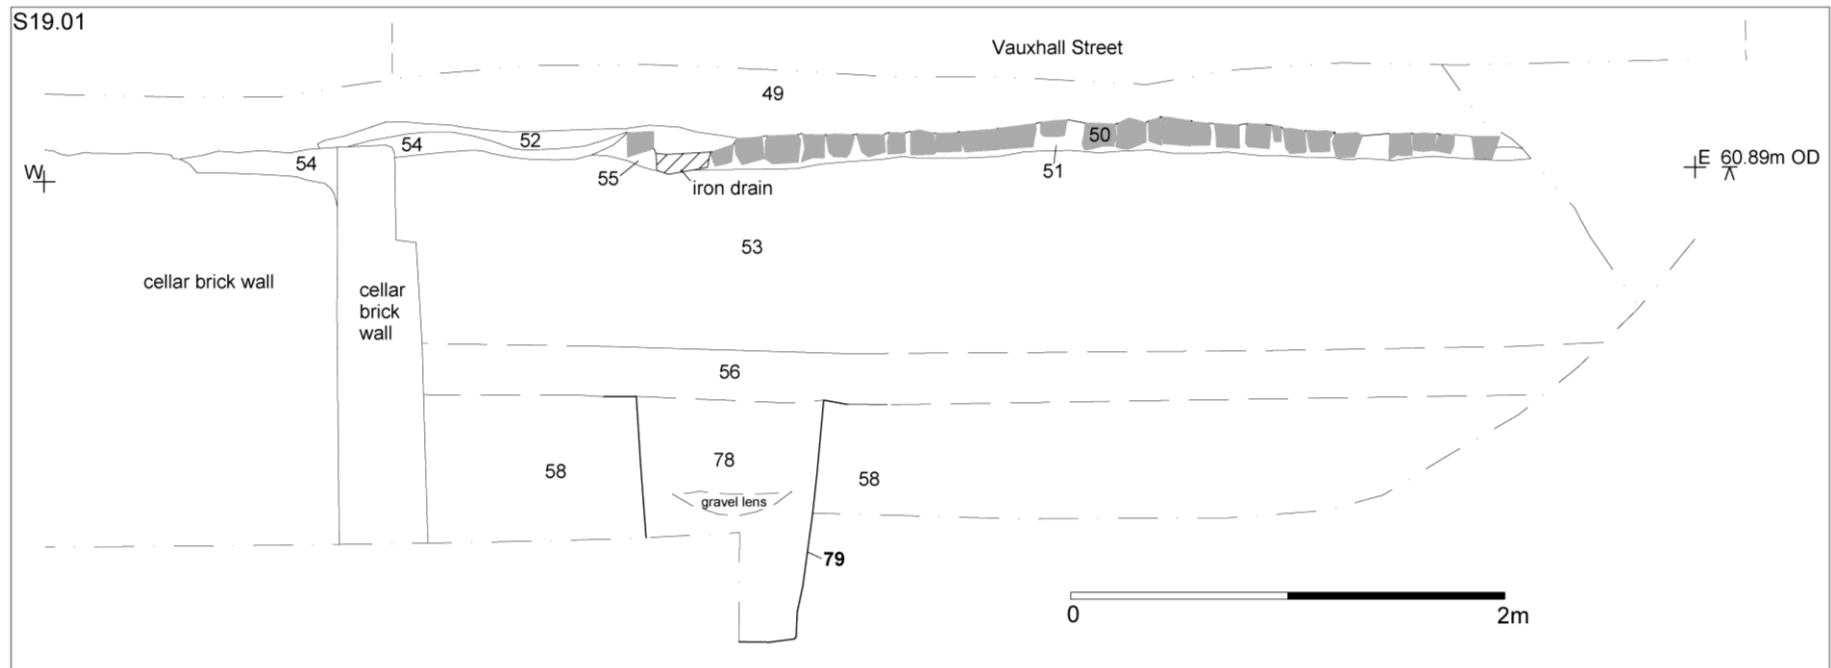 S19.01
Vauxhall Street
49
54
52
50
54
55
iron drain
51
W
E 60.89m OD
53
cellar brick wall
cellar
brick
wall
56
58
78
58
gravel lens
79
0
2m